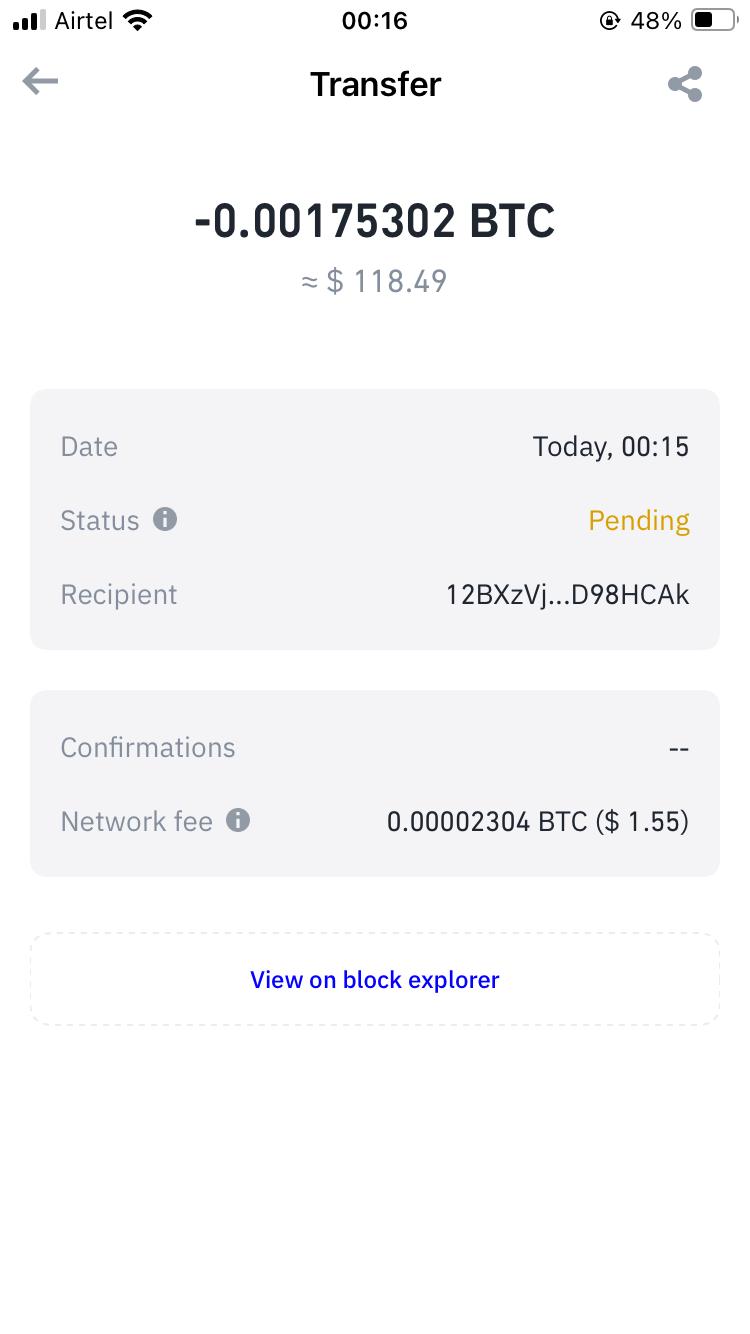 Airtel 00:16 48%
Transfer
-0.00175302 BTC
≈ $ 118.49
Date Today, 00:15
Status Pending
Recipient 12BXzVj...D98HCAk
Confirmations --
Network fee 0.00002304 BTC ($ 1.55)
View on block explorer